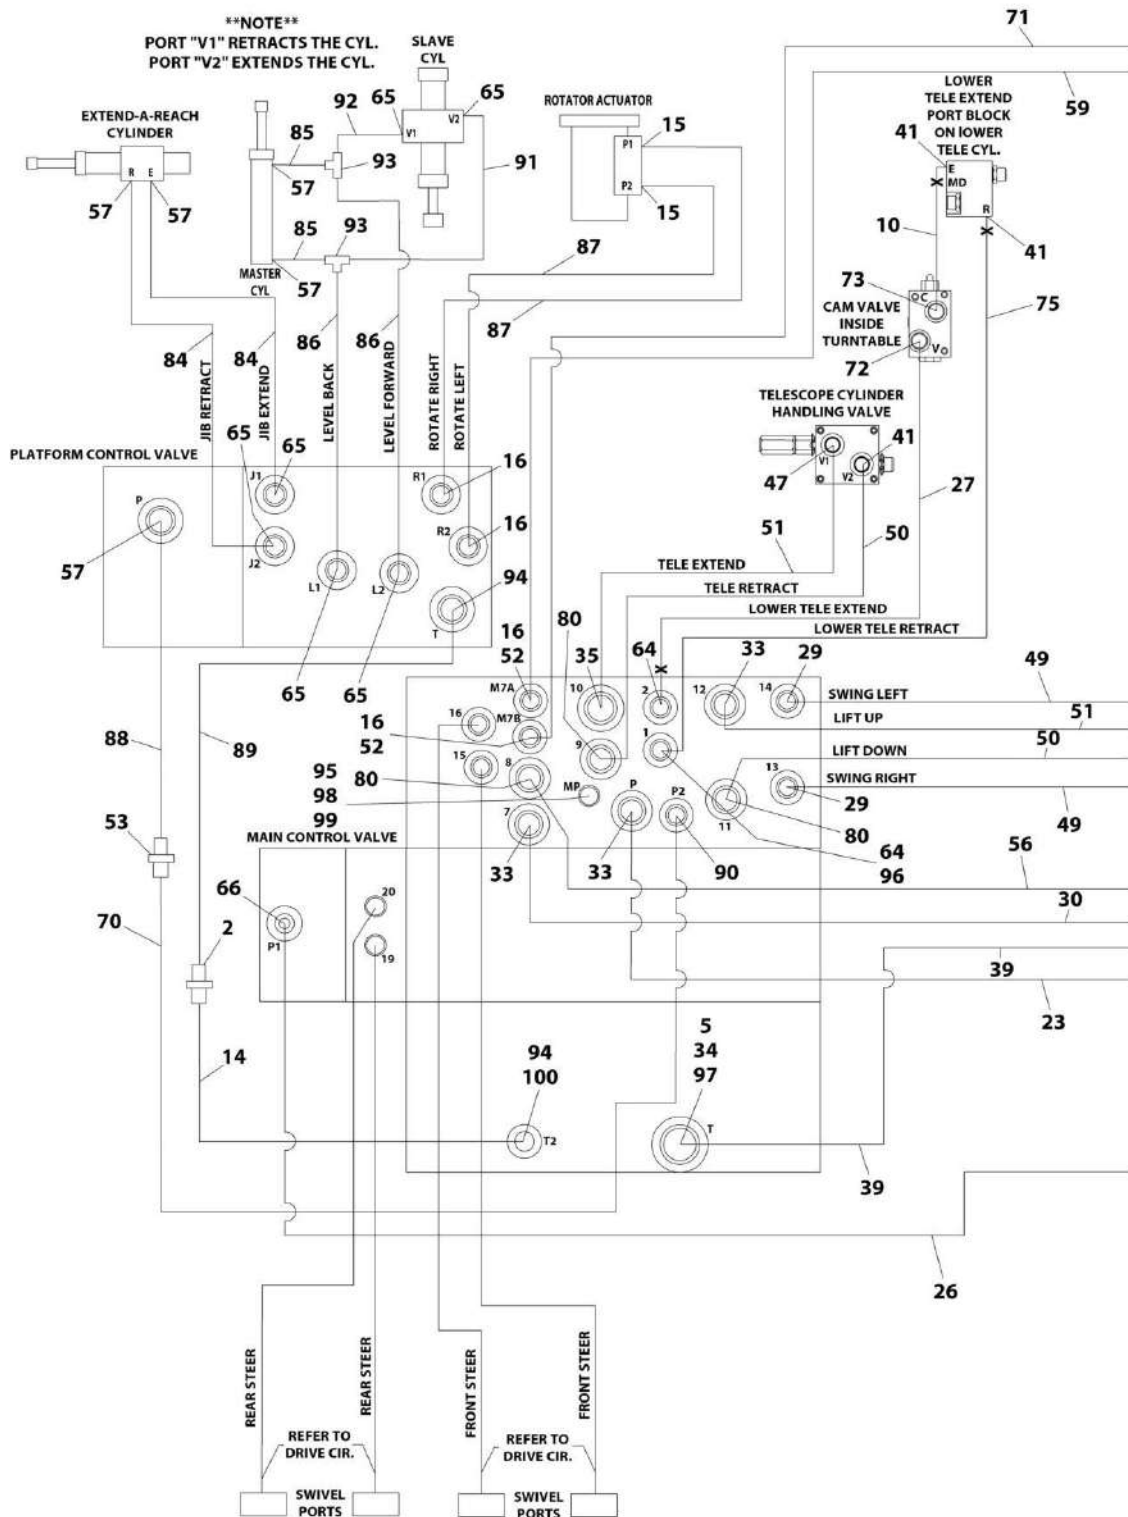 **NOTE**
PORT "V1" RETRACTS THE CYL.
PORT "V2" EXTENDS THE CYL.
SLAVE
CYL
71
59
LOWER
TELE EXTEND
PORT BLOCK
ON LOWER
TELE CYL.
EXTEND-A-REACH
CYLINDER
92
65
65
V2
V1
ROTATOR ACTUATOR
15
P1
P2
15
41
E
MD
R
41
R
E
57
57
85
93
57
91
85
93
MASTER
CYL
57
10
87
87
73
C
CAM VALVE
INSIDE
TURNTABLE
V
72
75
84
84
86
86
JIB RETRACT
JIB EXTEND
LEVEL BACK
LEVEL FORWARD
ROTATE RIGHT
ROTATE LEFT
TELESCOPE CYLINDER
HANDLING VALVE
V1
V2
47
41
27
50
51
PLATFORM CONTROL VALVE
65
65
J1
J2
P
57
R1
16
R2
16
L1
L2
94
T
65
65
TELE EXTEND
TELE RETRACT
LOWER TELE EXTEND
LOWER TELE RETRACT
16
52
80
35
64
33
29
49
M7A
10
2
12
14
SWING LEFT
16
M7B
LIFT UP
51
16
52
9
1
LIFT DOWN
50
15
8
13
SWING RIGHT
88
89
95
98
99
80
MP
P
P2
11
29
49
80
7
33
33
90
64
96
56
53
MAIN CONTROL VALVE
30
66
20
P1
19
70
2
39
23
5
34
97
14
94
100
T2
T
39
26
REAR STEER
REAR STEER
FRONT STEER
FRONT STEER
REFER TO
DRIVE CIR.
REFER TO
DRIVE CIR.
SWIVEL
PORTS
SWIVEL
PORTS